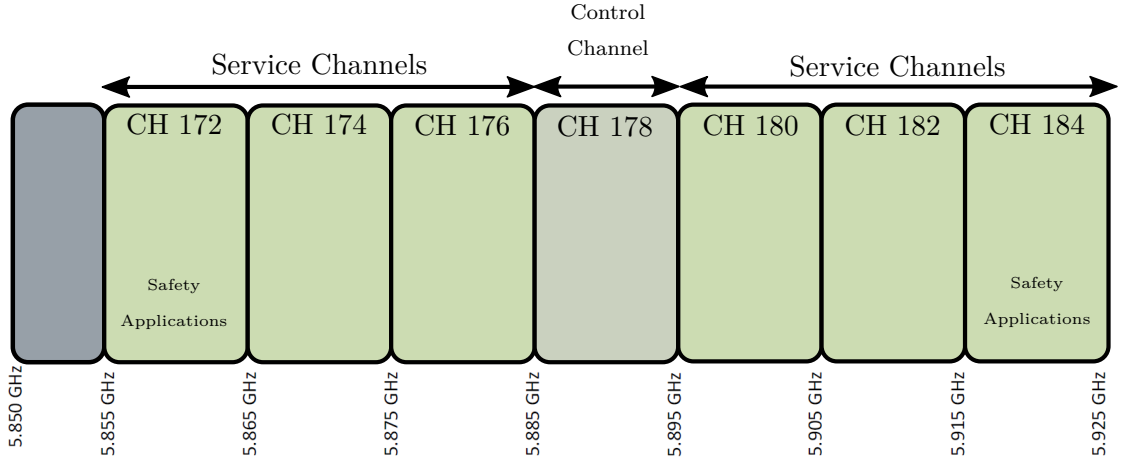 Control
Channel
Service Channels
Service Channels
CH 172
CH 174
CH 176
CH 178
CH 180
CH 182
CH 184
Safety
Applications
Safety
Applications
5.850 GHz
5.855 GHz
5.865 GHz
5.875 GHz
5.885 GHz
5.895 GHz
5.905 GHz
5.915 GHz
5.925 GHz